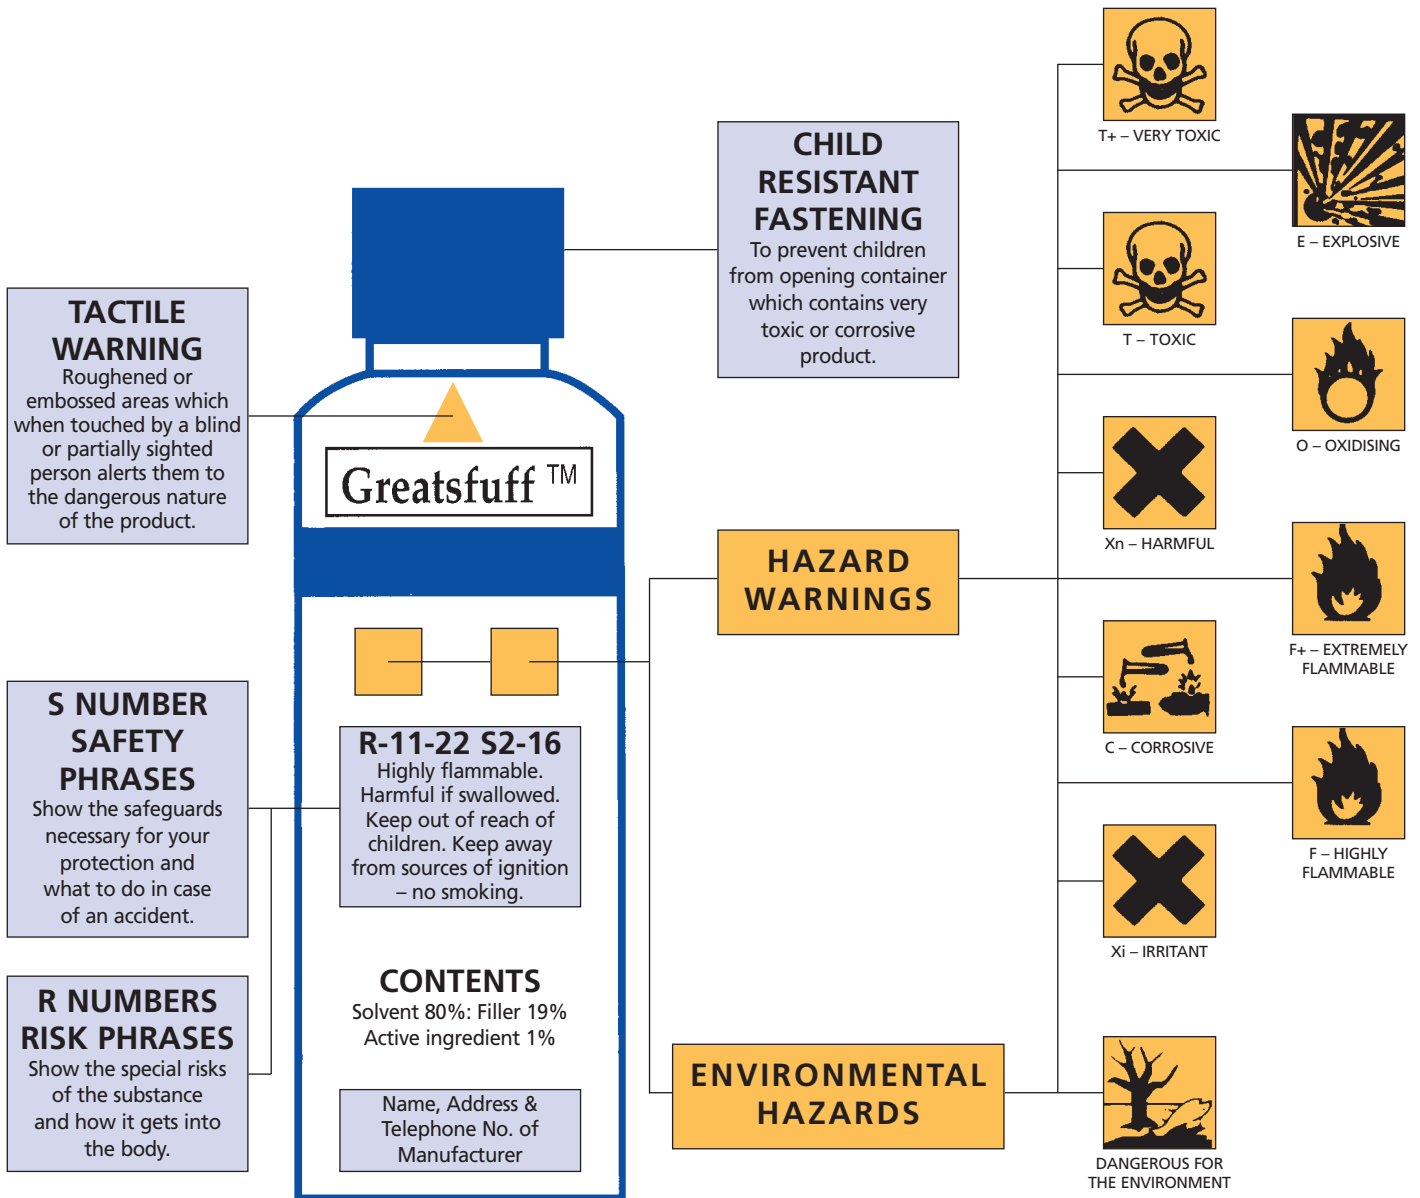 TACTILE
WARNING
Roughened or
embossed areas which
when touched by a blind
or partially sighted
person alerts them to
the dangerous nature
of the product.
S NUMBER
SAFETY
PHRASES
Show the safeguards
necessary for your
protection and
what to do in case
of an accident.
R NUMBERS
RISK PHRASES
Show the special risks
of the substance
and how it gets into
the body.
Greatsfuff TM
R-11-22 S2-16
Highly flammable.
Harmful if swallowed.
Keep out of reach of
children. Keep away
from sources of ignition
– no smoking.
CONTENTS
Solvent 80%: Filler 19%
Active ingredient 1%
Name, Address &
Telephone No. of
Manufacturer
CHILD
RESISTANT
FASTENING
To prevent children
from opening container
which contains very
toxic or corrosive
product.
HAZARD
WARNINGS
ENVIRONMENTAL
HAZARDS
T+ – VERY TOXIC
E – EXPLOSIVE
T – TOXIC
O – OXIDISING
Xn – HARMFUL
F+ – EXTREMELY
FLAMMABLE
C – CORROSIVE
F – HIGHLY
FLAMMABLE
Xi – IRRITANT
DANGEROUS FOR
THE ENVIRONMENT